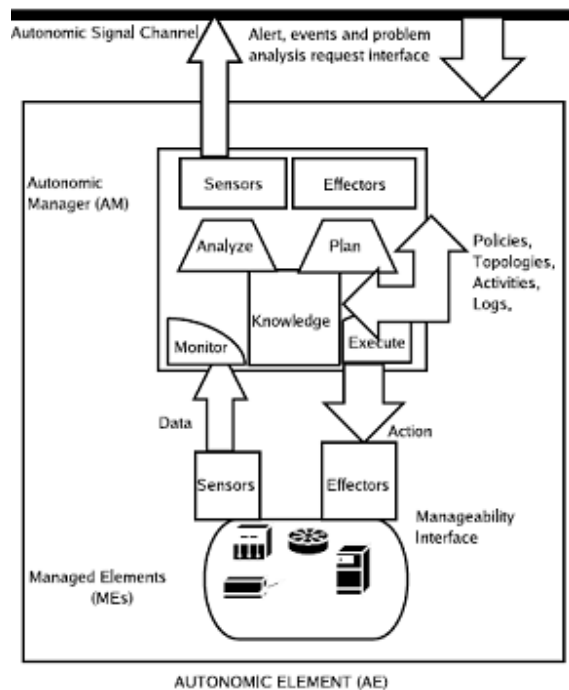 Autonomic Signal Channel
Alert, events and problem
analysis request interface
Autonomic
Manager (AM)
Sensors
Effectors
Analyze
Plan
Policies,
Topologies,
Activities,
Logs,
Knowledge
Monitor
Execute
Data
Action
Sensors
Effectors
Manageability
Interface
Managed Elements
(MEs)
AUTONOMIC ELEMENT (AE)